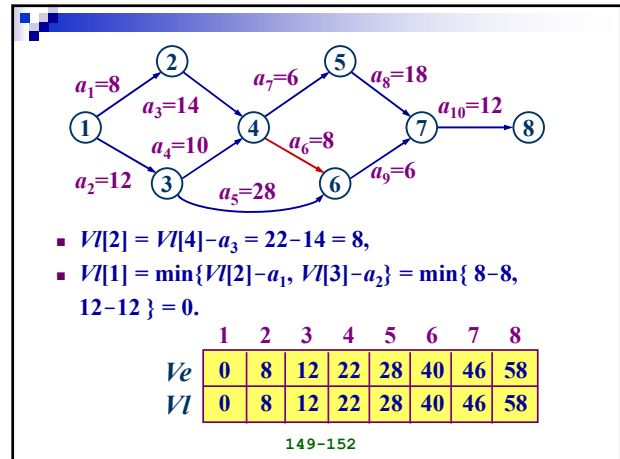 2
5
a₁=8
a₇=6
a₈=18
a₃=14
a₁₀=12
1
4
7
8
a₄=10
a₆=8
a₂=12
3
a₅=28
6
a₉=6
▪ Vl[2] = Vl[4]−a₃ = 22−14 = 8,
▪ Vl[1] = min{Vl[2]−a₁, Vl[3]−a₂} = min{ 8−8,
12−12 } = 0.
1 2 3 4 5 6 7 8
Ve 0 8 12 22 28 40 46 58
Vl 0 8 12 22 28 40 46 58
149-152